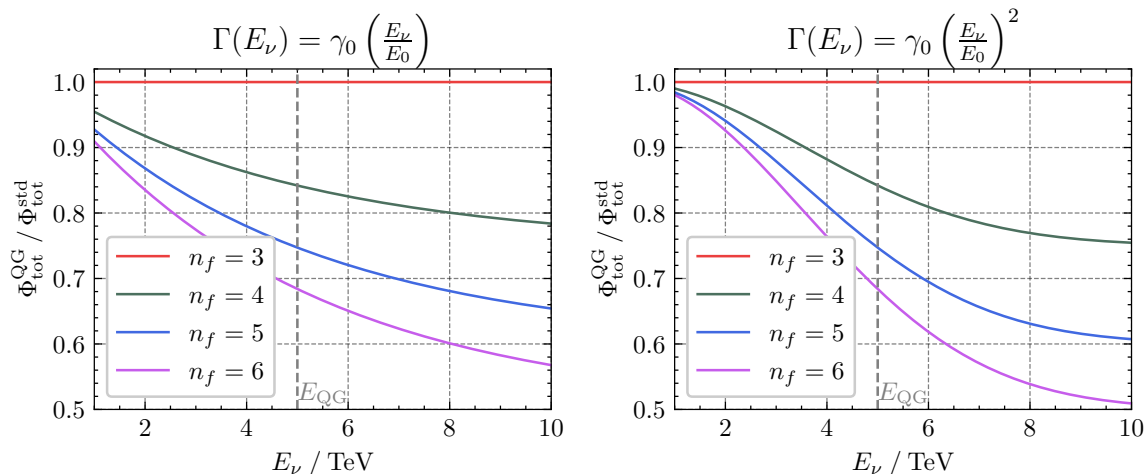 Γ(E_ν) = γ_0 (E_ν/E_0)
Φ_tot^QG / Φ_tot^std
1.0
0.9
0.8
0.7
0.6
0.5
n_f = 3
n_f = 4
n_f = 5
n_f = 6
E_QG
2 4 6 8 10
E_ν / TeV
Γ(E_ν) = γ_0 (E_ν/E_0)^2
Φ_tot^QG / Φ_tot^std
1.0
0.9
0.8
0.7
0.6
0.5
n_f = 3
n_f = 4
n_f = 5
n_f = 6
E_QG
2 4 6 8 10
E_ν / TeV